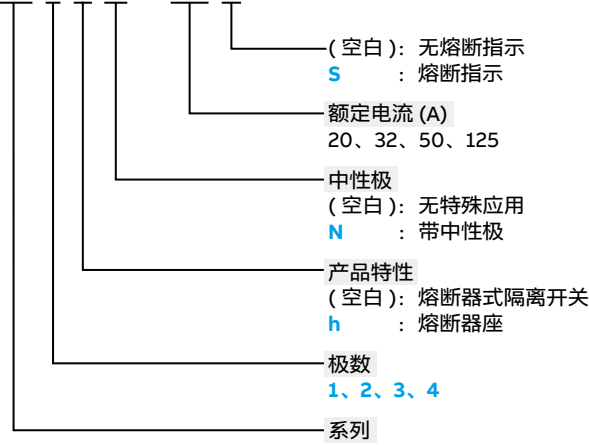 (空白): 无熔断指示
S : 熔断指示
额定电流 (A)
20、32、50、125
中性极
(空白): 无特殊应用
N : 带中性极
产品特性
(空白): 熔断器式隔离开关
h : 熔断器座
极数
1、2、3、4
系列